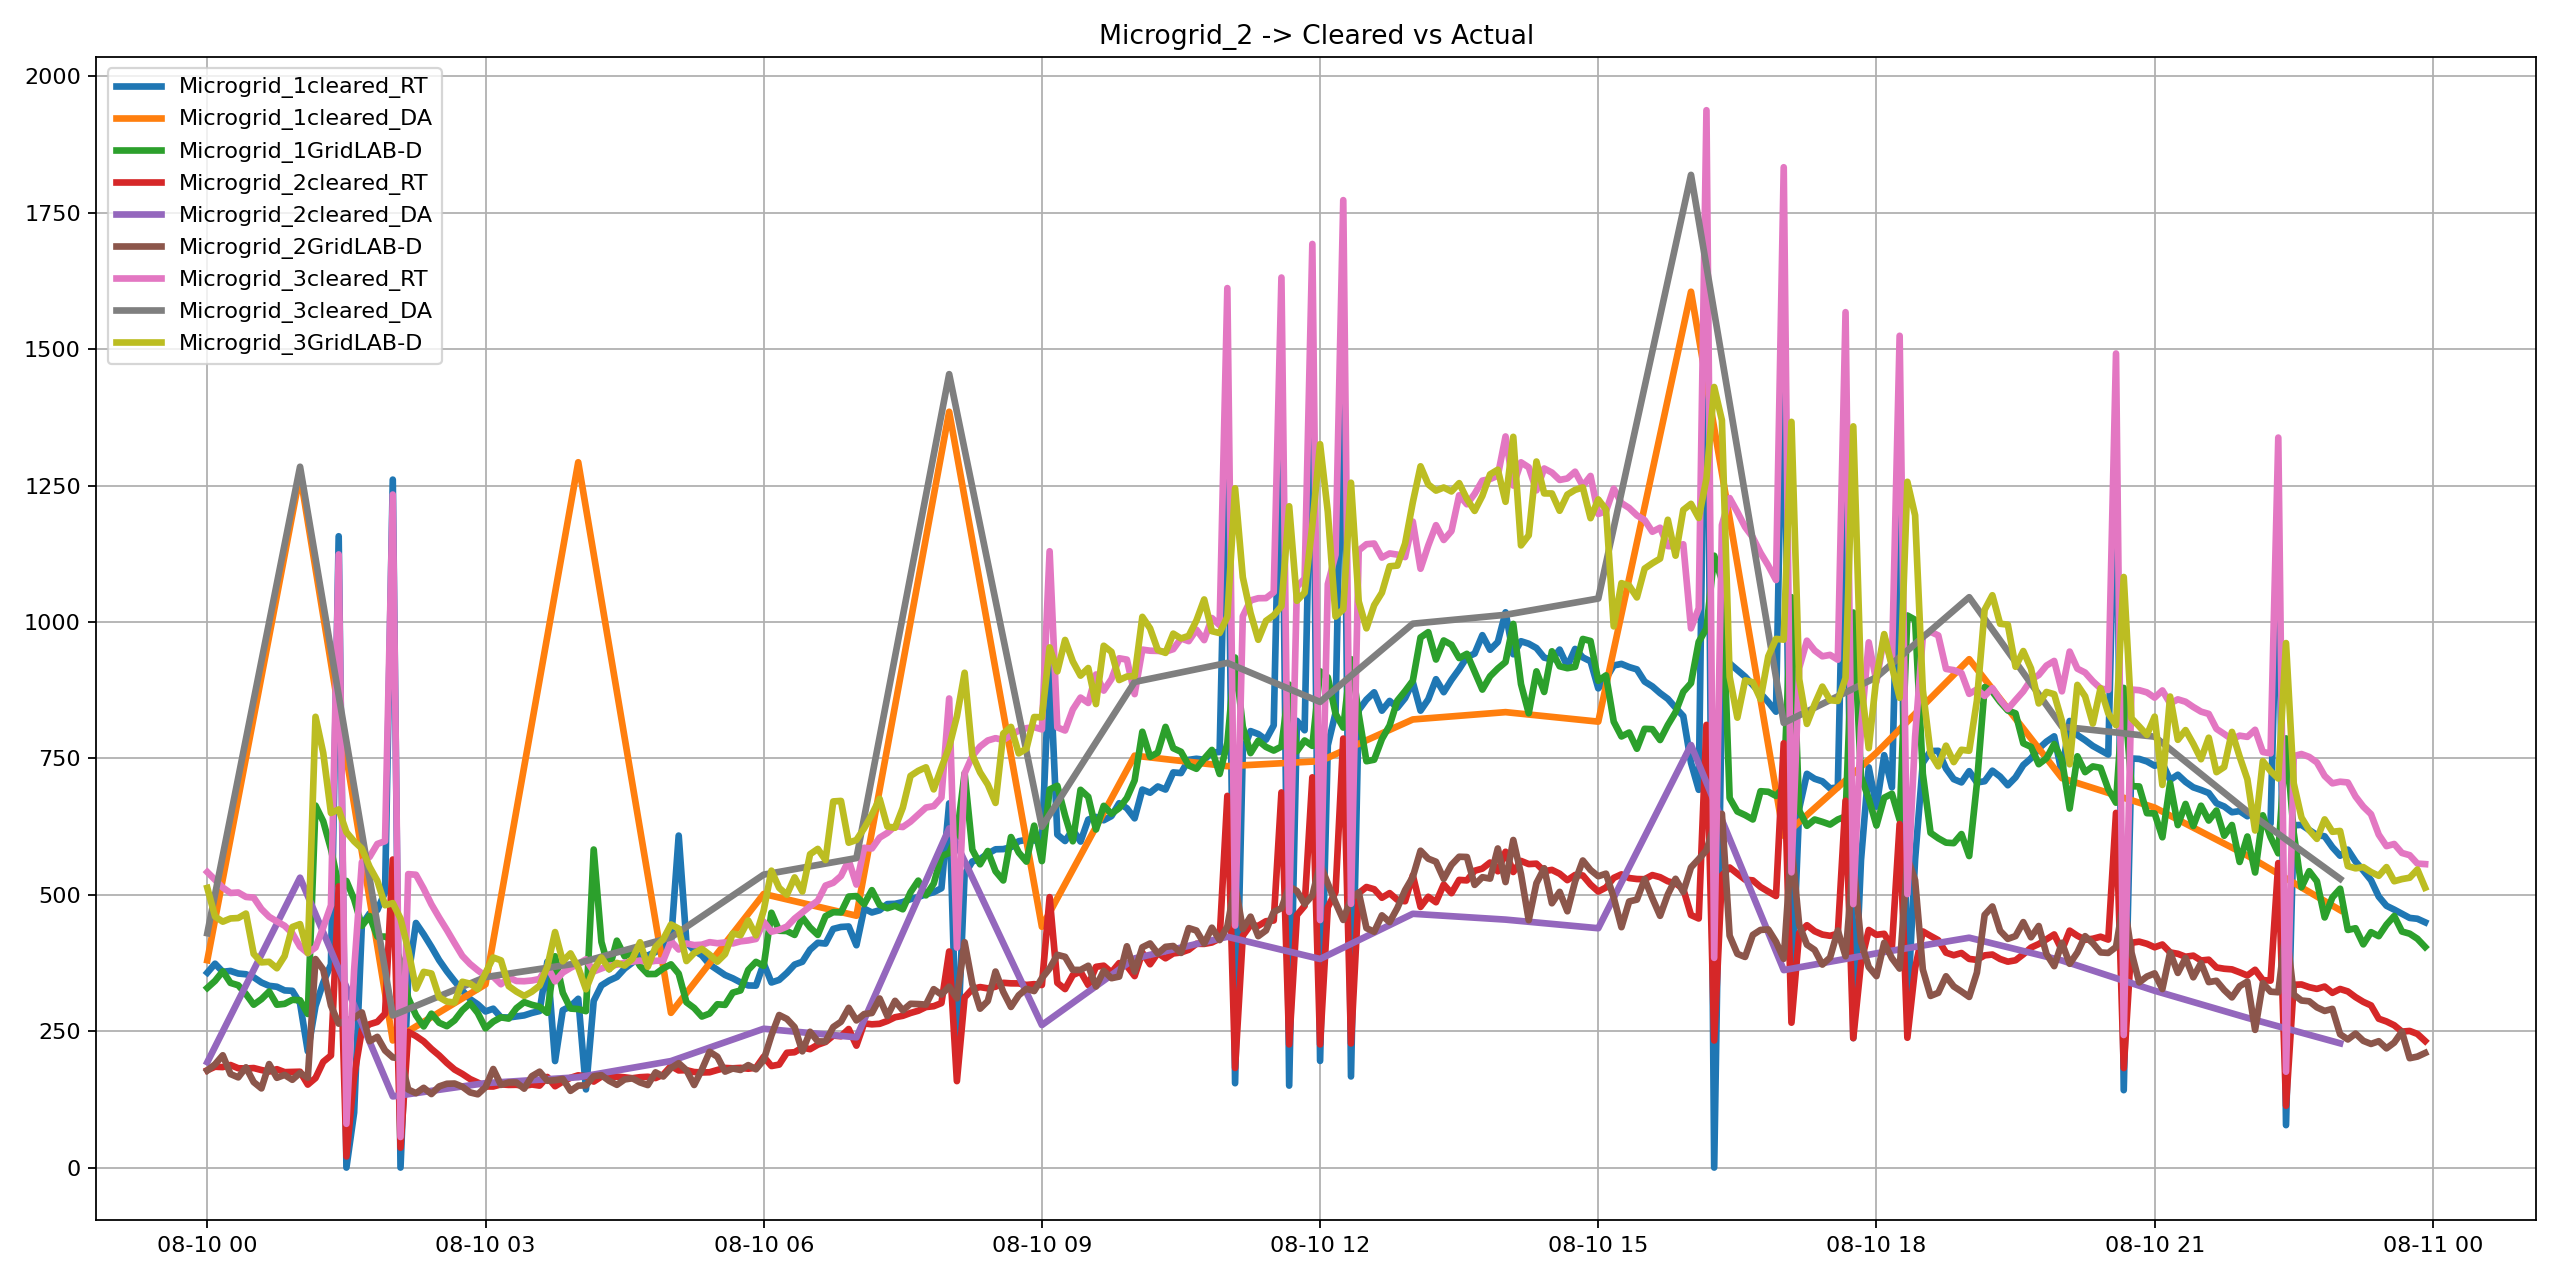 Microgrid_2 -> Cleared vs Actual
2000
1750
1500
1250
1000
750
500
250
0
Microgrid_1cleared_RT
Microgrid_1cleared_DA
Microgrid_1GridLAB-D
Microgrid_2cleared_RT
Microgrid_2cleared_DA
Microgrid_2GridLAB-D
Microgrid_3cleared_RT
Microgrid_3cleared_DA
Microgrid_3GridLAB-D
08-10 00
08-10 03
08-10 06
08-10 09
08-10 12
08-10 15
08-10 18
08-10 21
08-11 00